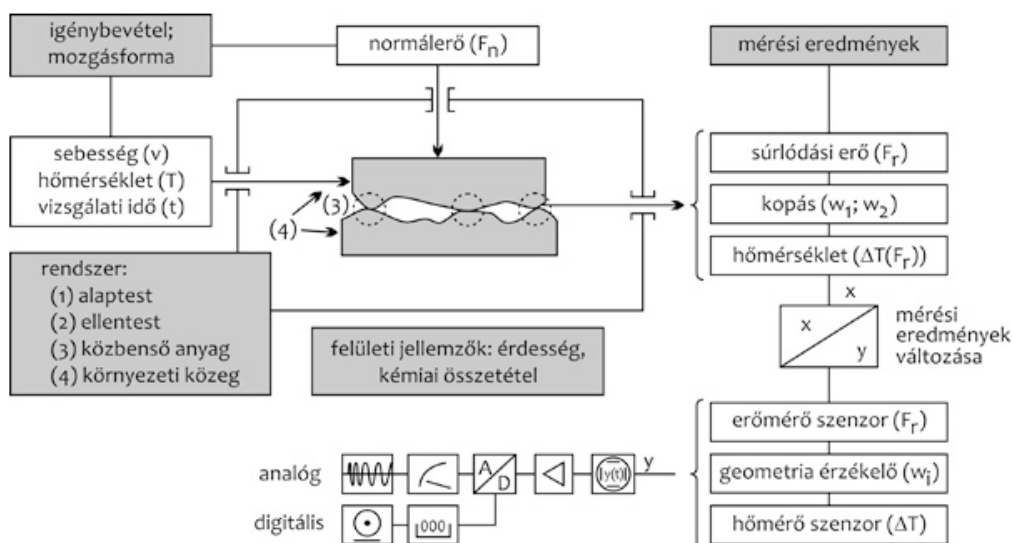 igénybevétel;
mozgásforma
normálerő (Fn)
mérési eredmények
sebesség (v)
hőmérséklet (T)
vizsgálati idő (t)
(3)
(4)
súrlódási erő (Fr)
kopás (w1; w2)
hőmérséklet (ΔT(Fr))
rendszer:
(1) alaptest
(2) ellentest
(3) közbenső anyag
(4) környezeti közeg
felületi jellemzők: érdesség,
kémiai összetétel
x
x
y
mérési
eredmények
változása
erőmérő szenzor (Fr)
geometria érzékelő (wi)
hőmérő szenzor (ΔT)
analóg
A
D
|y(t)|
y
digitális
000